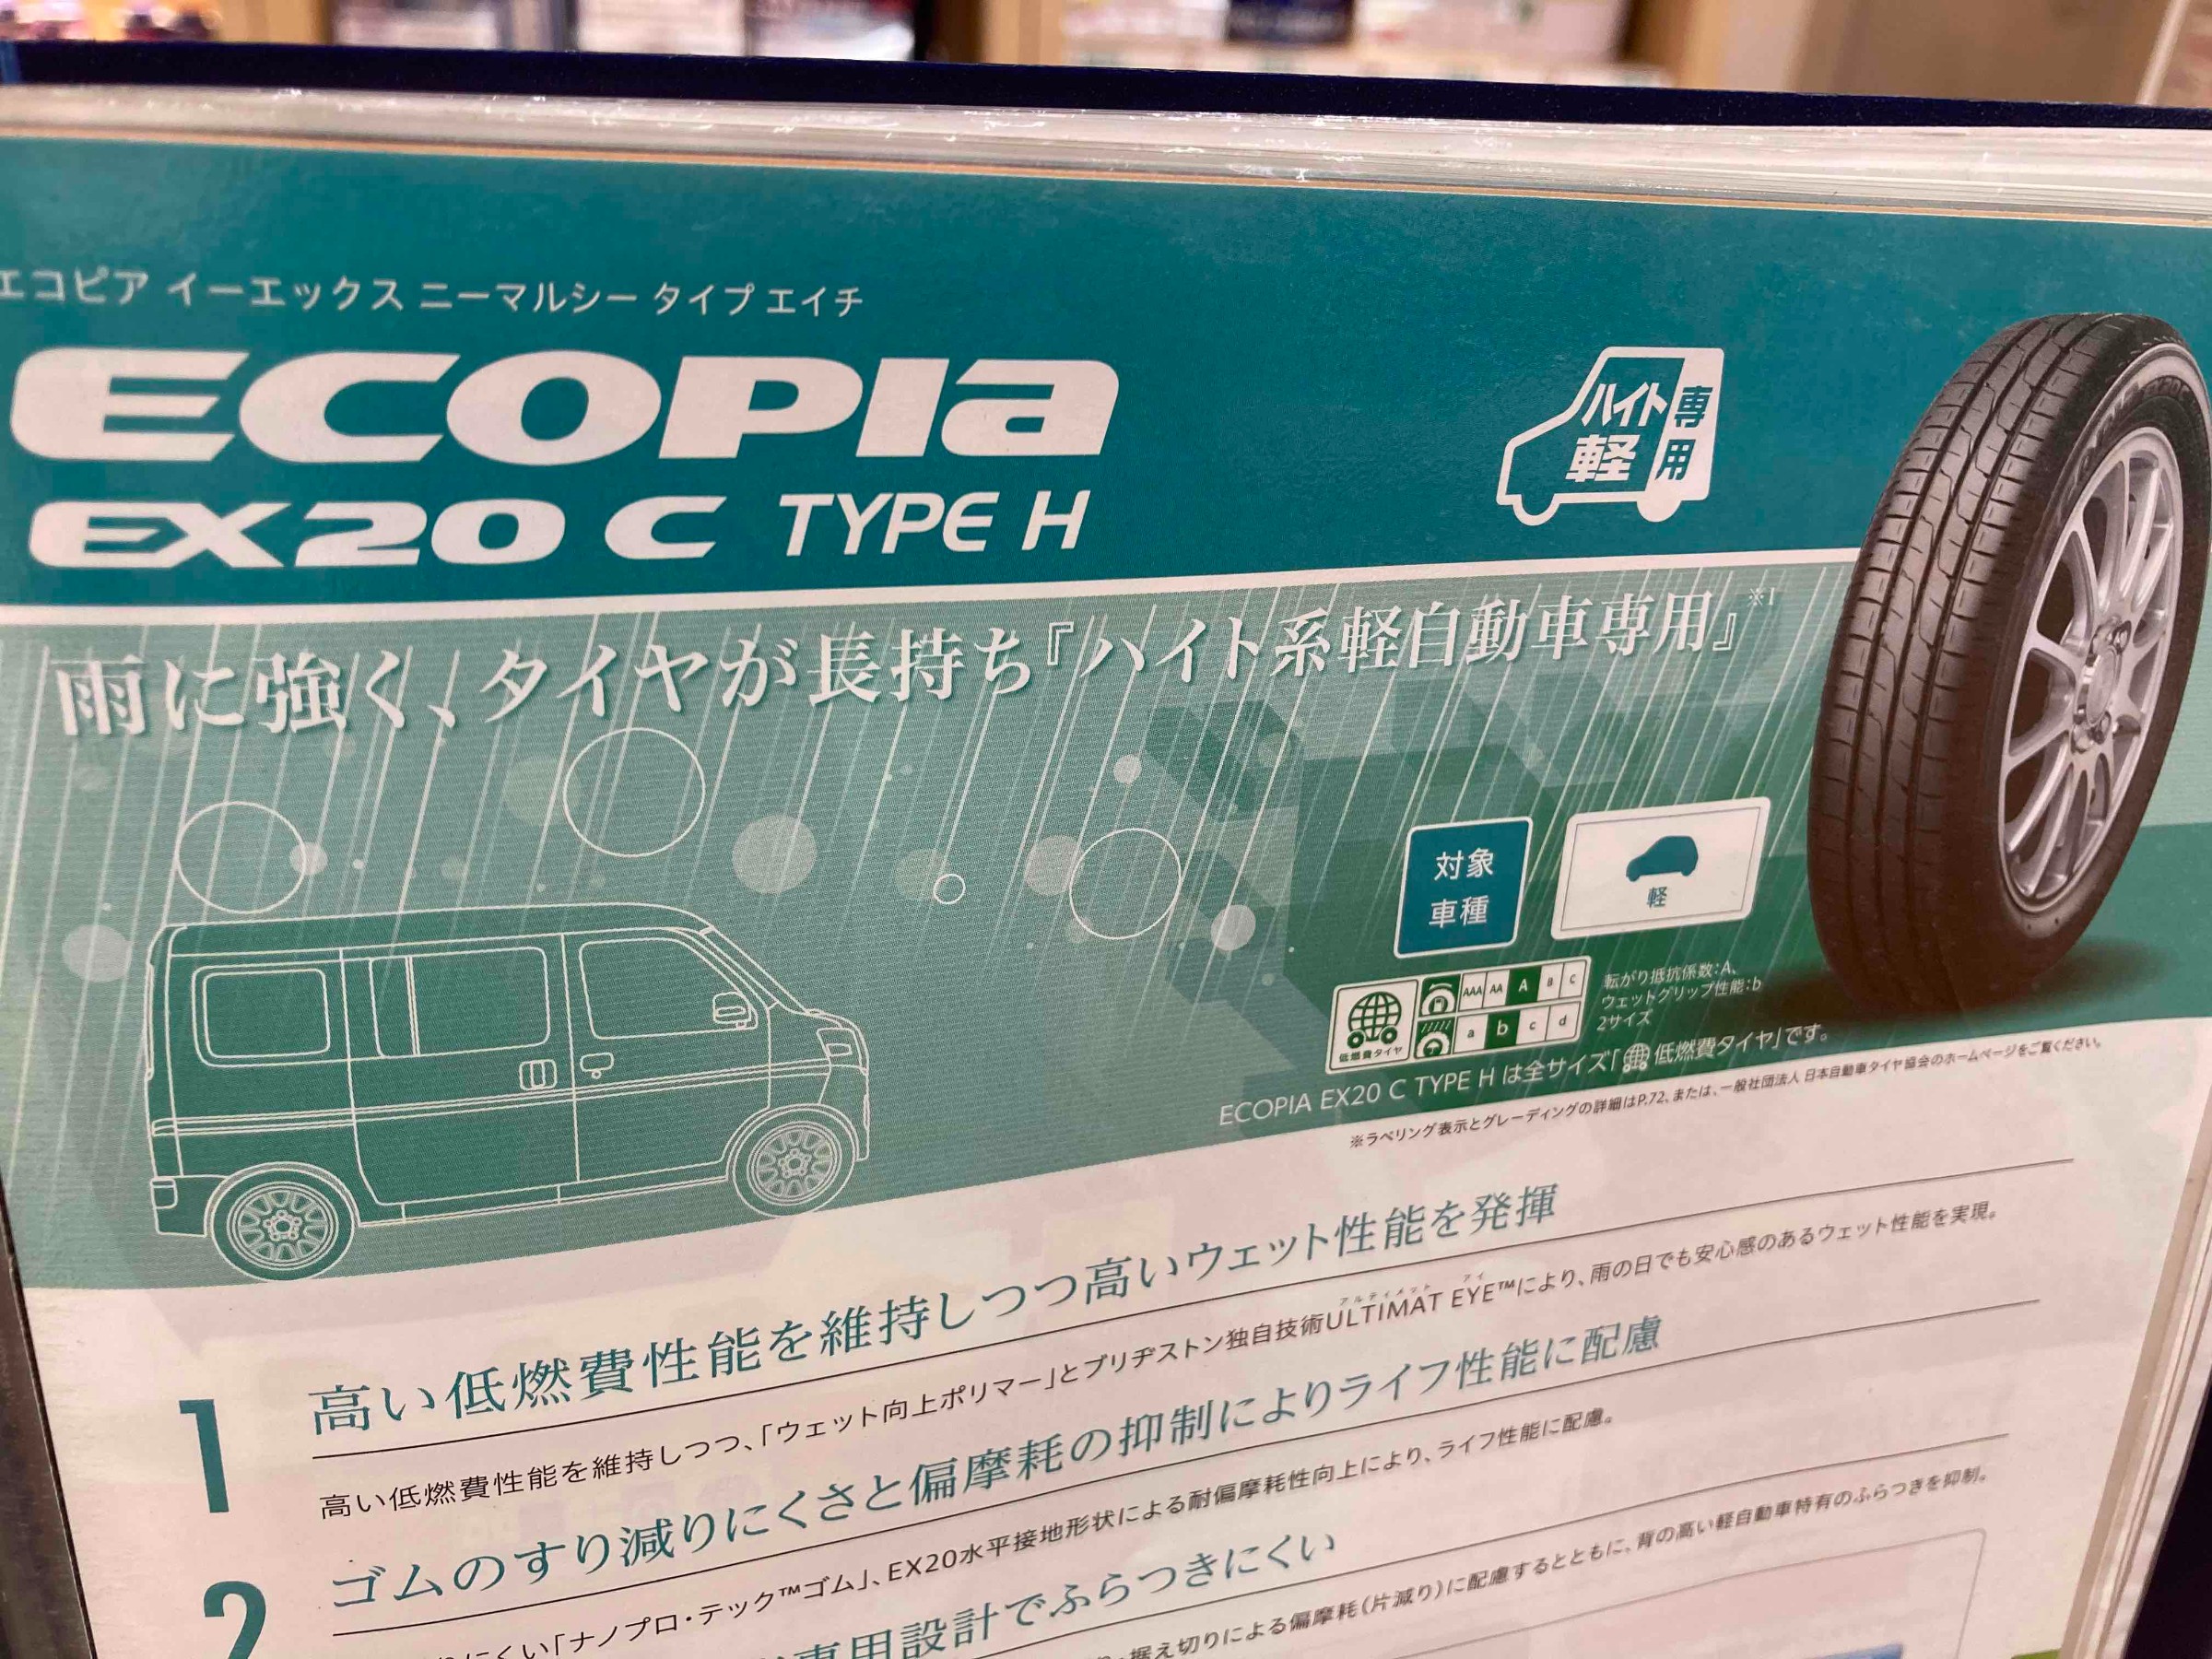 エコピア イーエックス ニーマルシー タイプ エイチ
ECOPIA
EX20 C TYPE H
ハイト
軽
専用
雨に強く、タイヤが長持ち『ハイト系軽自動車専用』※1
対象
車種
軽
低燃費タイヤ
AAA AA A B C
a b c d
転がり抵抗係数：A、
ウェットグリップ性能：b
2サイズ
ECOPIA EX20 C TYPE H は全サイズ「低燃費タイヤ」です。
※ラベリング表示とグレーディングの詳細はP.72、または、一般社団法人 日本自動車タイヤ協会のホームページをご覧ください。
1
高い低燃費性能を維持しつつ高いウェット性能を発揮
アルティメット アイ
高い低燃費性能を維持しつつ、「ウェット向上ポリマー」とブリヂストン独自技術ULTIMAT EYE™により、雨の日でも安心感のあるウェット性能を実現。
2
ゴムのすり減りにくさと偏摩耗の抑制によりライフ性能に配慮
にくい「ナノプロ・テック™ゴム」、EX20水平接地形状による耐偏摩耗性向上により、ライフ性能に配慮。
専用設計でふらつきにくい
据え切りによる偏摩耗(片減り)に配慮するとともに、背の高い軽自動車特有のふらつきを抑制。